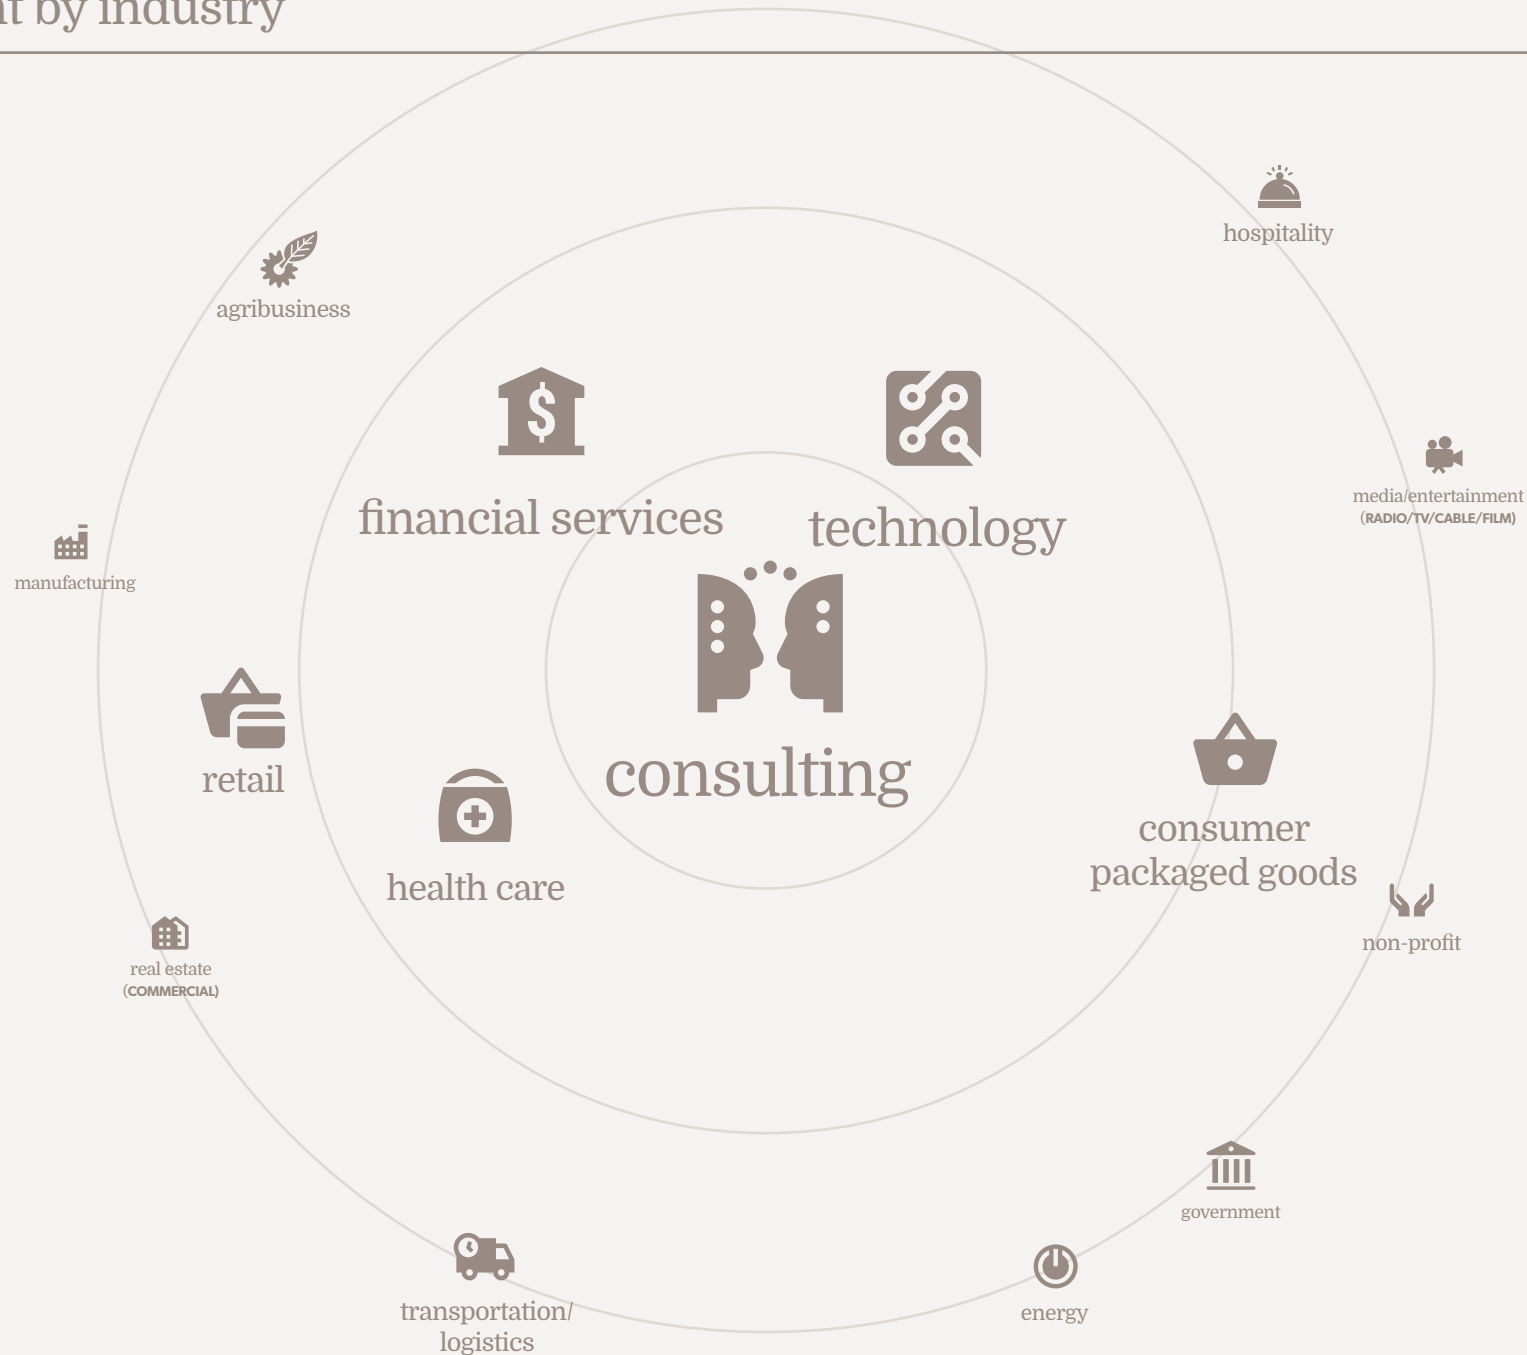 by industry
hospitality
agribusiness
media/entertainment
(RADIO/TV/CABLE/FILM)
financial services
technology
manufacturing
consulting
retail
consumer
packaged goods
health care
non-profit
real estate
(COMMERCIAL)
government
transportation/
logistics
energy